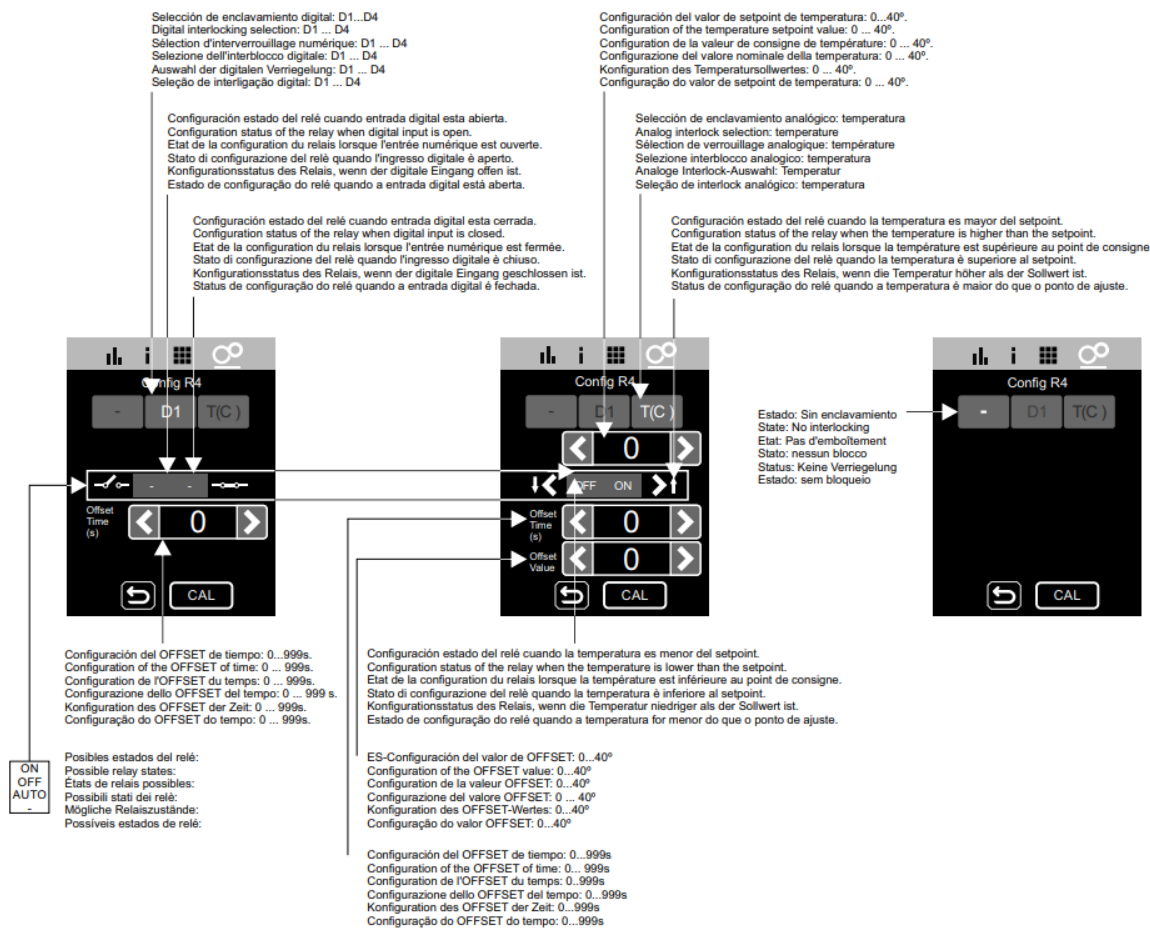 Selección de enclavamiento digital: D1...D4
Digital interlocking selection: D1 ... D4
Sélection d'interverrouillage numérique: D1 ... D4
Selezione dell'interblocco digitale: D1 ... D4
Auswahl der digitalen Verriegelung: D1 ... D4
Seleção de interligação digital: D1 ... D4
Configuración del valor de setpoint de temperatura: 0...40º.
Configuration of the temperature setpoint value: 0 ... 40º.
Configuration de la valeur de consigne de température: 0 ... 40º.
Configurazione del valore nominale della temperatura: 0 ... 40º.
Konfiguration des Temperatursollwertes: 0 ... 40º.
Configuração do valor de setpoint de temperatura: 0 ... 40º.
Configuración estado del relé cuando entrada digital esta abierta.
Configuration status of the relay when digital input is open.
Etat de la configuration du relais lorsque l'entrée numérique est ouverte.
Stato di configurazione del relè quando l'ingresso digitale è aperto.
Konfigurationsstatus des Relais, wenn der digitale Eingang offen ist.
Estado de configuração do relé quando a entrada digital está aberta.
Selección de enclavamiento analógico: temperatura
Analog interlock selection: temperature
Sélection de verrouillage analogique: température
Selezione interblocco analogico: temperatura
Analoge Interlock-Auswahl: Temperatur
Seleção de interlock analógico: temperatura
Configuración estado del relé cuando entrada digital esta cerrada.
Configuration status of the relay when digital input is closed.
Etat de la configuration du relais lorsque l'entrée numérique est fermée.
Stato di configurazione del relè quando l'ingresso digitale è chiuso.
Konfigurationsstatus des Relais, wenn der digitale Eingang geschlossen ist.
Status de configuração do relé quando a entrada digital é fechada.
Configuración estado del relé cuando la temperatura es mayor del setpoint.
Configuration status of the relay when the temperature is higher than the setpoint.
Etat de la configuration du relais lorsque la température est supérieure au point de consigne
Stato di configurazione del relè quando la temperatura è superiore al setpoint.
Konfigurationsstatus des Relais, wenn die Temperatur höher als der Sollwert ist.
Status de configuração do relé quando a temperatura é maior do que o ponto de ajuste.
Config R4
- D1 T(C )
- -
Offset
Time
(s)
0
CAL
Config R4
- D1 T(C )
0
OFF ON
Offset
Time
(s)
0
Offset
Value
0
CAL
Estado: Sin enclavamiento
State: No interlocking
Etat: Pas d'emboîtement
Stato: nessun blocco
Status: Keine Verriegelung
Estado: sem bloqueio
Config R4
- D1 T(C )
CAL
Configuración del OFFSET de tiempo: 0...999s.
Configuration of the OFFSET of time: 0 ... 999s.
Configuration de l'OFFSET du temps: 0 ... 999s.
Configurazione dello OFFSET del tempo: 0 ... 999 s.
Konfiguration des OFFSET der Zeit: 0 ... 999s.
Configuração do OFFSET do tempo: 0 ... 999s.
Configuración estado del relé cuando la temperatura es menor del setpoint.
Configuration status of the relay when the temperature is lower than the setpoint.
Etat de la configuration du relais lorsque la température est inférieure au point de consigne.
Stato di configurazione del relè quando la temperatura è inferiore al setpoint.
Konfigurationsstatus des Relais, wenn die Temperatur niedriger als der Sollwert ist.
Estado de configuração do relé quando a temperatura for menor do que o ponto de ajuste.
ON
OFF
AUTO
-
Posibles estados del relé:
Possible relay states:
États de relais possibles:
Possibili stati dei relè:
Mögliche Relaiszustände:
Possíveis estados de relé:
ES-Configuración del valor de OFFSET: 0...40º
Configuration of the OFFSET value: 0...40º
Configuration de la valeur OFFSET: 0...40º
Configurazione del valore OFFSET: 0 ... 40º
Konfiguration des OFFSET-Wertes: 0...40º
Configuração do valor OFFSET: 0...40º
Configuración del OFFSET de tiempo: 0...999s
Configuration of the OFFSET of time: 0... 999s
Configuration de l'OFFSET du temps: 0..999s
Configurazione dello OFFSET del tempo: 0...999s
Konfiguration des OFFSET der Zeit: 0...999s
Configuração do OFFSET do tempo: 0...999s